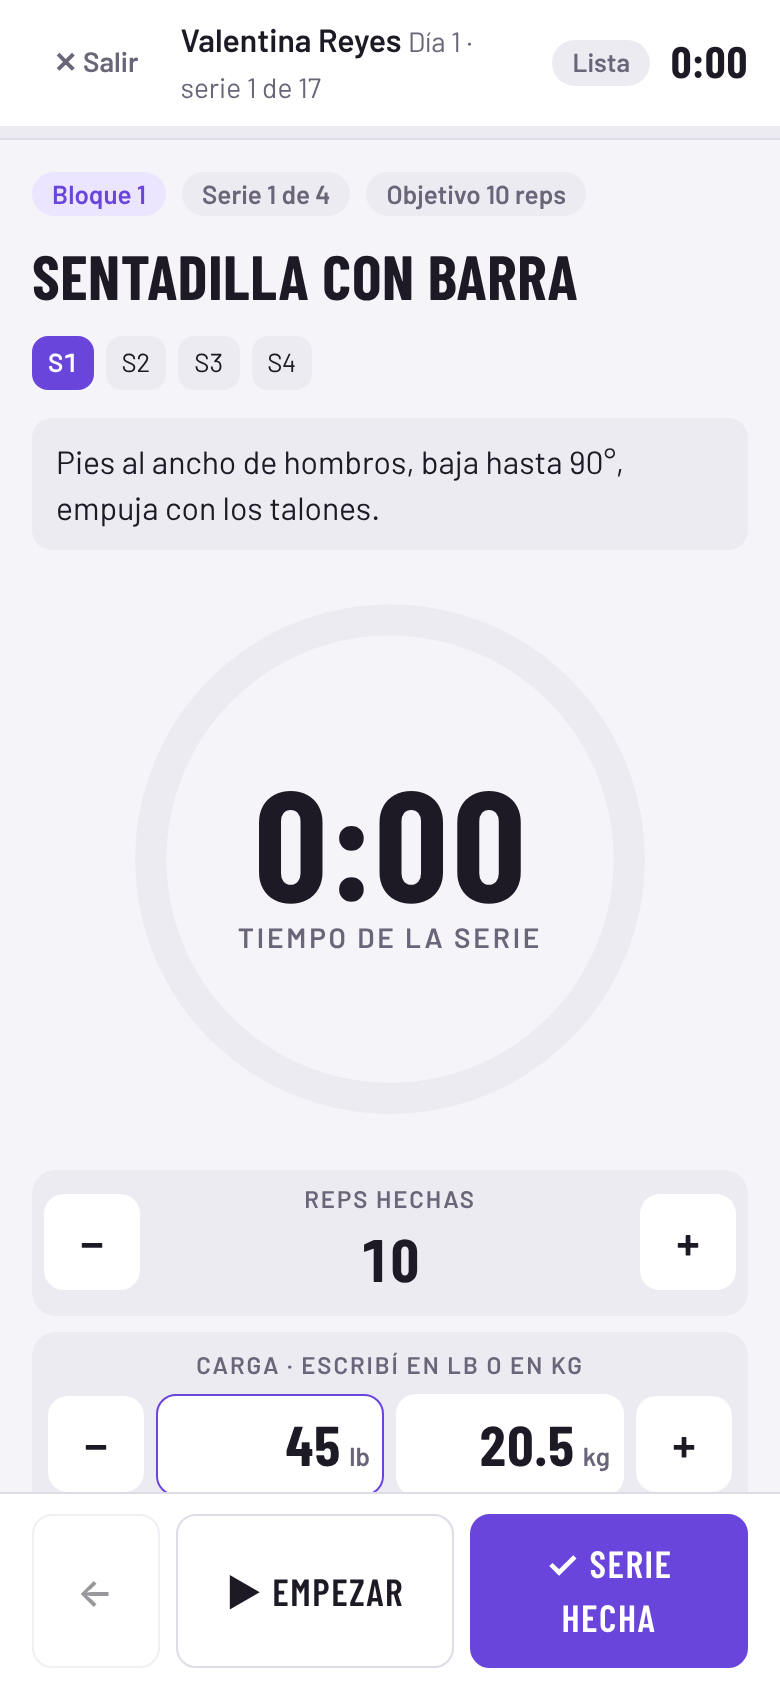 ✕ Salir
Valentina Reyes Día 1 ·
serie 1 de 17
Lista
0:00
Bloque 1
Serie 1 de 4
Objetivo 10 reps
SENTADILLA CON BARRA
S1
S2
S3
S4
Pies al ancho de hombros, baja hasta 90°,
empuja con los talones.
0:00
TIEMPO DE LA SERIE
REPS HECHAS
−
10
+
CARGA · ESCRIBÍ EN LB O EN KG
−
45 lb
20.5 kg
+
←
▶ EMPEZAR
✓ SERIE
HECHA